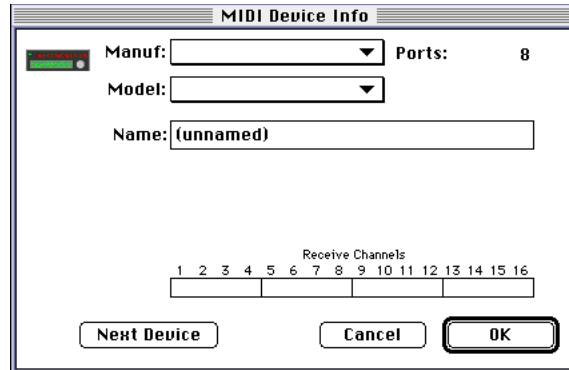 MIDI Device Info
Manuf: Ports: 8
Model:
Name: (unnamed)
Receive Channels
1 2 3 4 5 6 7 8 9 10 11 12 13 14 15 16
Next Device Cancel OK